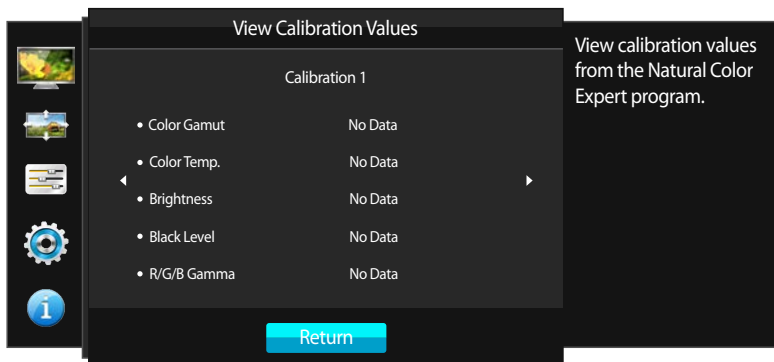 View Calibration Values
Calibration 1
• Color Gamut No Data
• Color Temp. No Data
• Brightness No Data
• Black Level No Data
• R/G/B Gamma No Data
Return
View calibration values
from the Natural Color
Expert program.